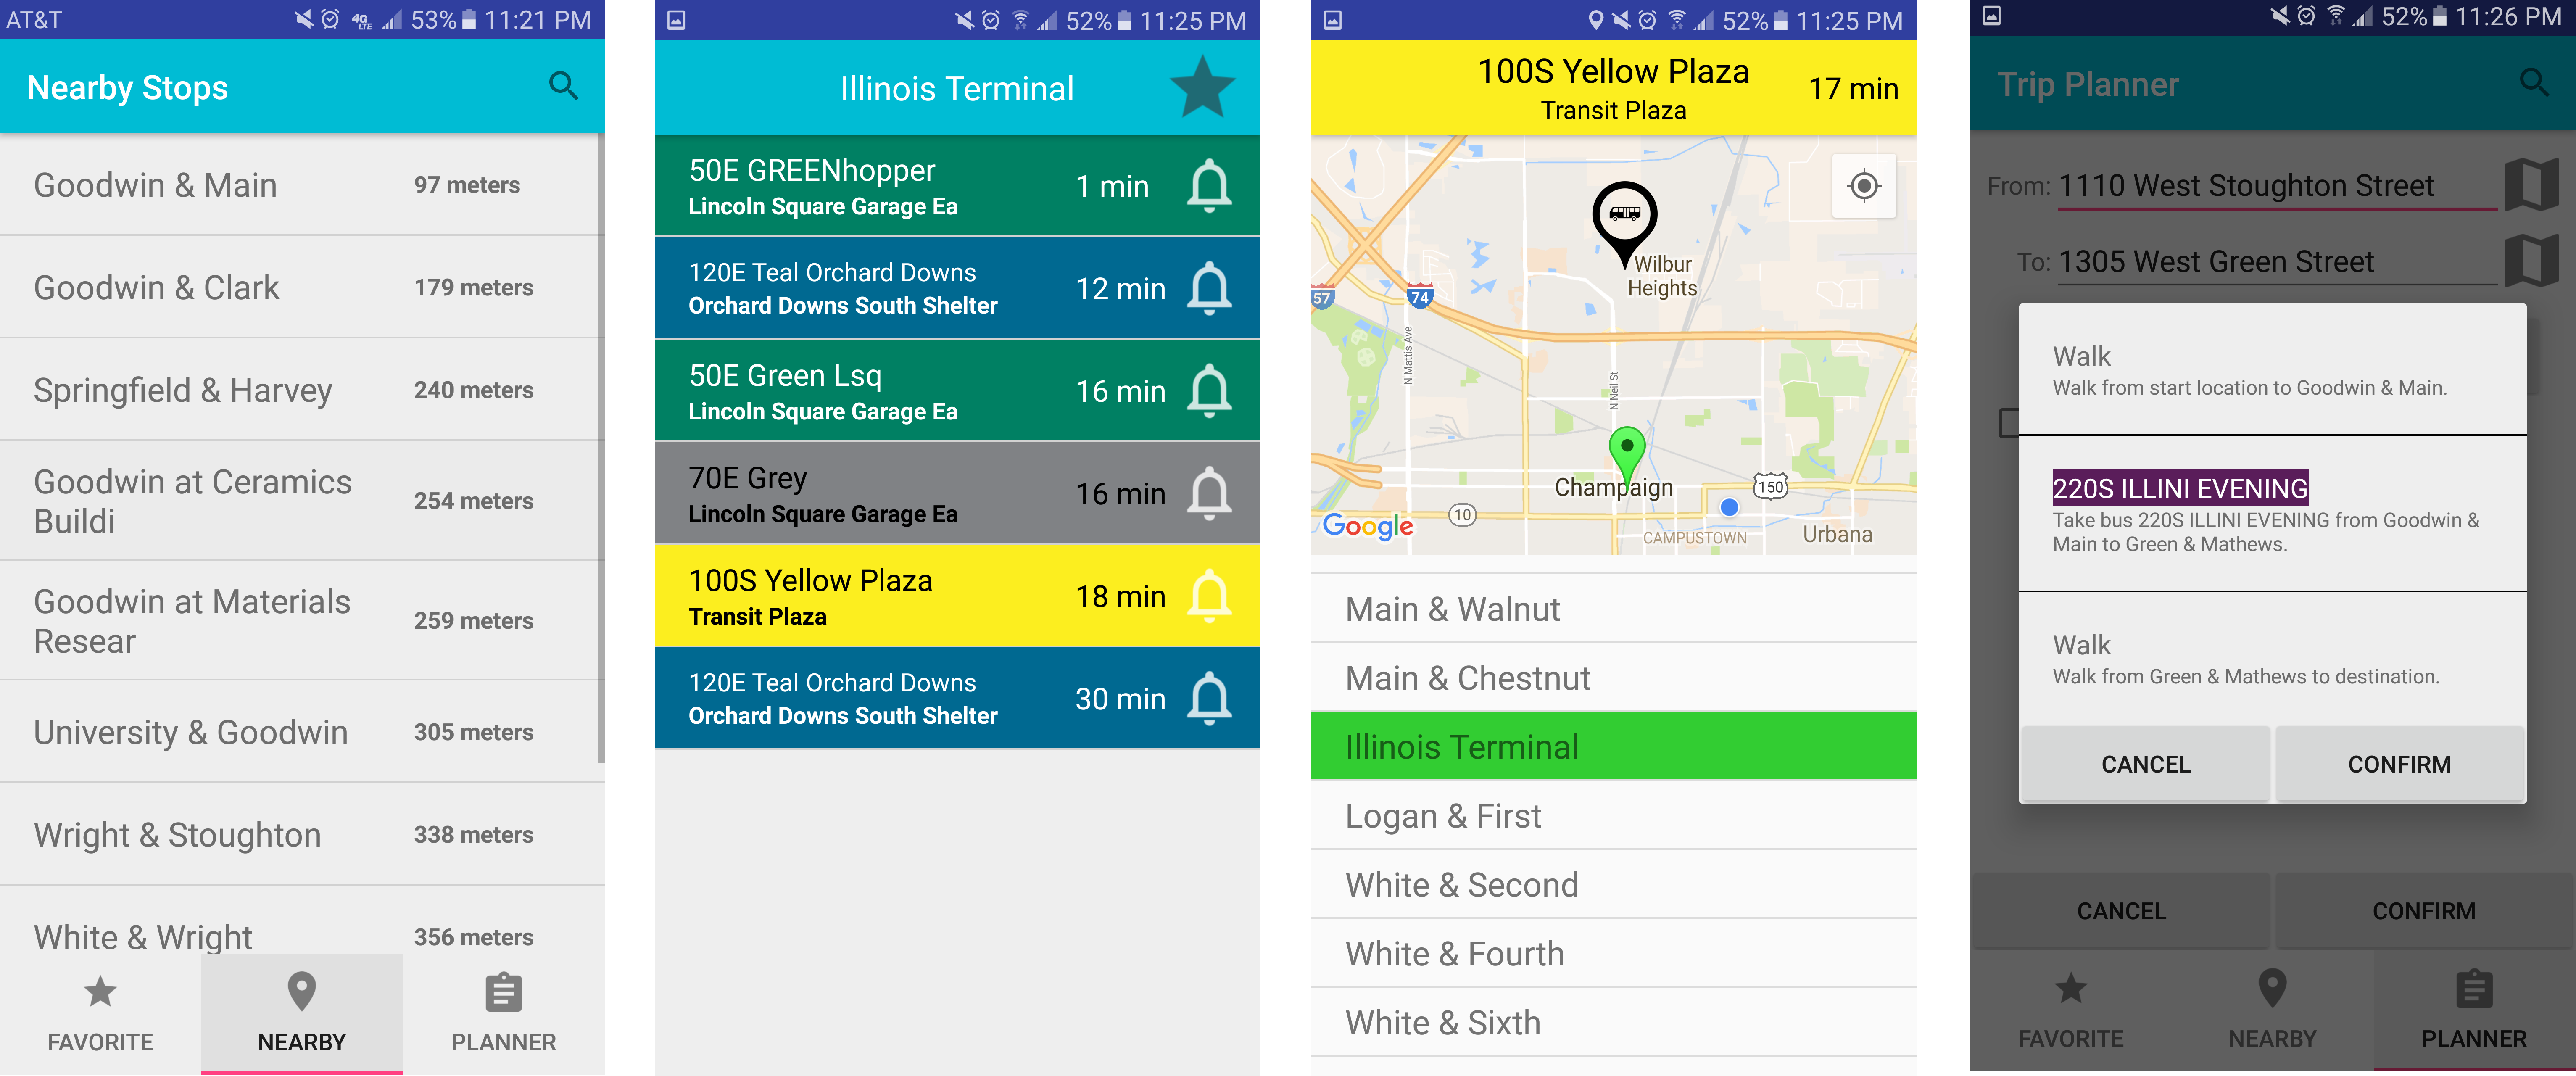 AT&T 4G LTE 53% 11:21 PM
Nearby Stops
Goodwin & Main 97 meters
Goodwin & Clark 179 meters
Springfield & Harvey 240 meters
Goodwin at Ceramics
Buildi
254 meters
Goodwin at Materials
Resear
259 meters
University & Goodwin 305 meters
Wright & Stoughton 338 meters
White & Wright 356 meters
FAVORITE NEARBY PLANNER
52% 11:25 PM
Illinois Terminal
50E GREENhopper
Lincoln Square Garage Ea
1 min
120E Teal Orchard Downs
Orchard Downs South Shelter
12 min
50E Green Lsq
Lincoln Square Garage Ea
16 min
70E Grey
Lincoln Square Garage Ea
16 min
100S Yellow Plaza
Transit Plaza
18 min
120E Teal Orchard Downs
Orchard Downs South Shelter
30 min
52% 11:25 PM
100S Yellow Plaza
Transit Plaza
17 min
Wilbur
Heights
57
74
N Mattis Ave
N Neil St
Champaign
150
10
Google
CAMPUSTOWN
Urbana
Main & Walnut
Main & Chestnut
Illinois Terminal
Logan & First
White & Second
White & Fourth
White & Sixth
52% 11:26 PM
Trip Planner
From: 1110 West Stoughton Street
To: 1305 West Green Street
Walk
Walk from start location to Goodwin & Main.
220S ILLINI EVENING
Take bus 220S ILLINI EVENING from Goodwin &
Main to Green & Mathews.
Walk
Walk from Green & Mathews to destination.
CANCEL CONFIRM
CANCEL CONFIRM
FAVORITE NEARBY PLANNER